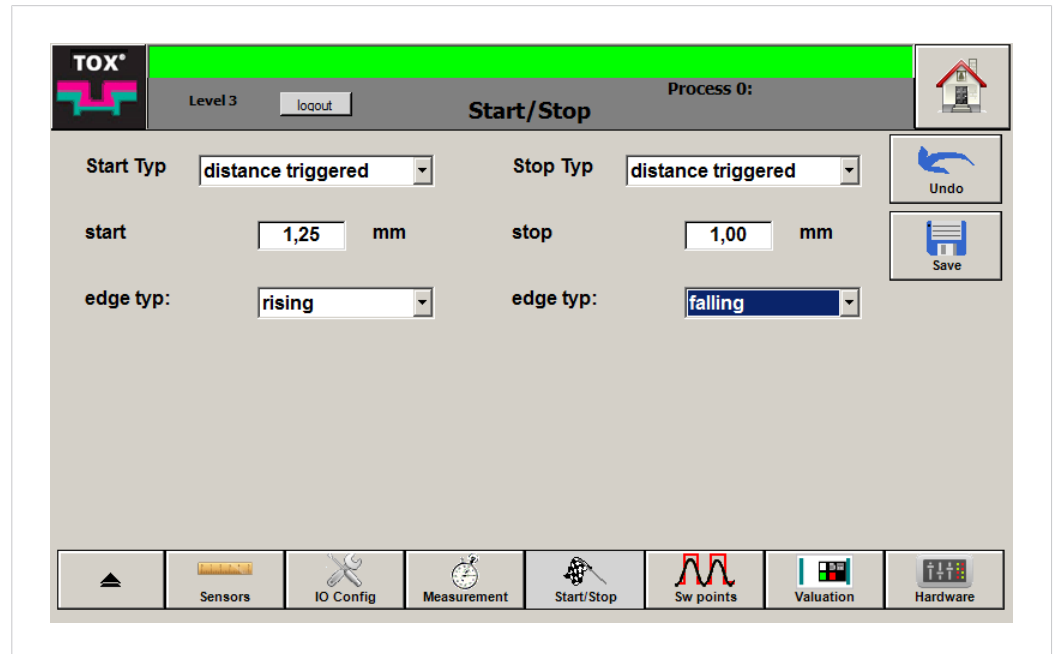 TOX®
Level 3
logout
Start/Stop
Process 0:
Start Typ
distance triggered
Stop Typ
distance triggered
Undo
start
1,25
mm
stop
1,00
mm
Save
edge typ:
rising
edge typ:
falling
Sensors
IO Config
Measurement
Start/Stop
Sw points
Valuation
Hardware